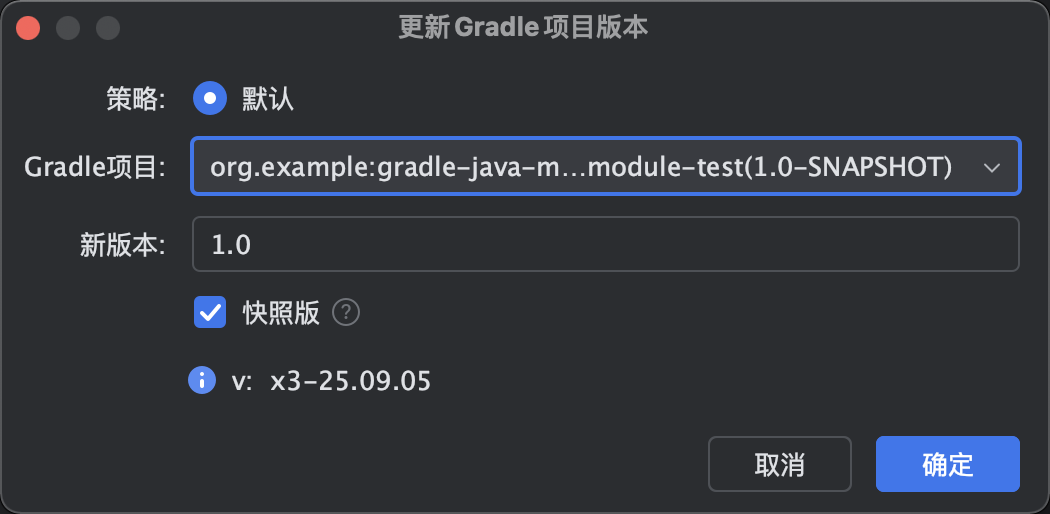 更新Gradle项目版本
策略: 默认
Gradle项目: org.example:gradle-java-m...module-test(1.0-SNAPSHOT)
新版本: 1.0
快照版 ?
v: x3-25.09.05
取消 确定